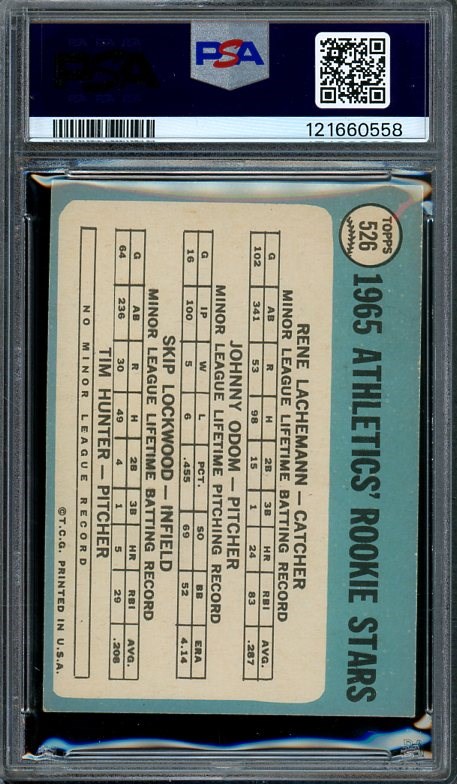 PSA
121660558
TOPPS
526
1965 ATHLETICS' ROOKIE STARS
RENE LACHEMANN — CATCHER
MINOR LEAGUE LIFETIME BATTING RECORD
G AB R H 2B 3B HR RBI AVG.
102 341 53 98 15 1 24 83 .287
JOHNNY ODOM — PITCHER
MINOR LEAGUE LIFETIME PITCHING RECORD
G IP W L PCT. SO BB ERA
16 100 5 6 .455 69 52 4.14
SKIP LOCKWOOD — INFIELD
MINOR LEAGUE LIFETIME BATTING RECORD
G AB R H 2B 3B HR RBI AVG.
64 236 30 49 4 1 5 29 .208
TIM HUNTER — PITCHER
NO MINOR LEAGUE RECORD
©T.C.G. PRINTED IN U.S.A.